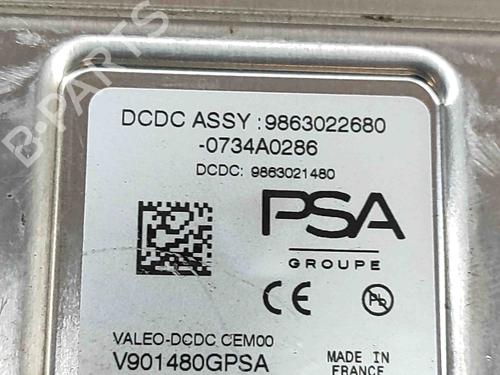 DCDC ASSY : 9863022680
-0734A0286
DCDC: 9863021480
PSA
GROUPE
CE
Pb
VALEO-DCDC CEM00
V901480GPSA
MADE IN
FRANCE
B-PARTS